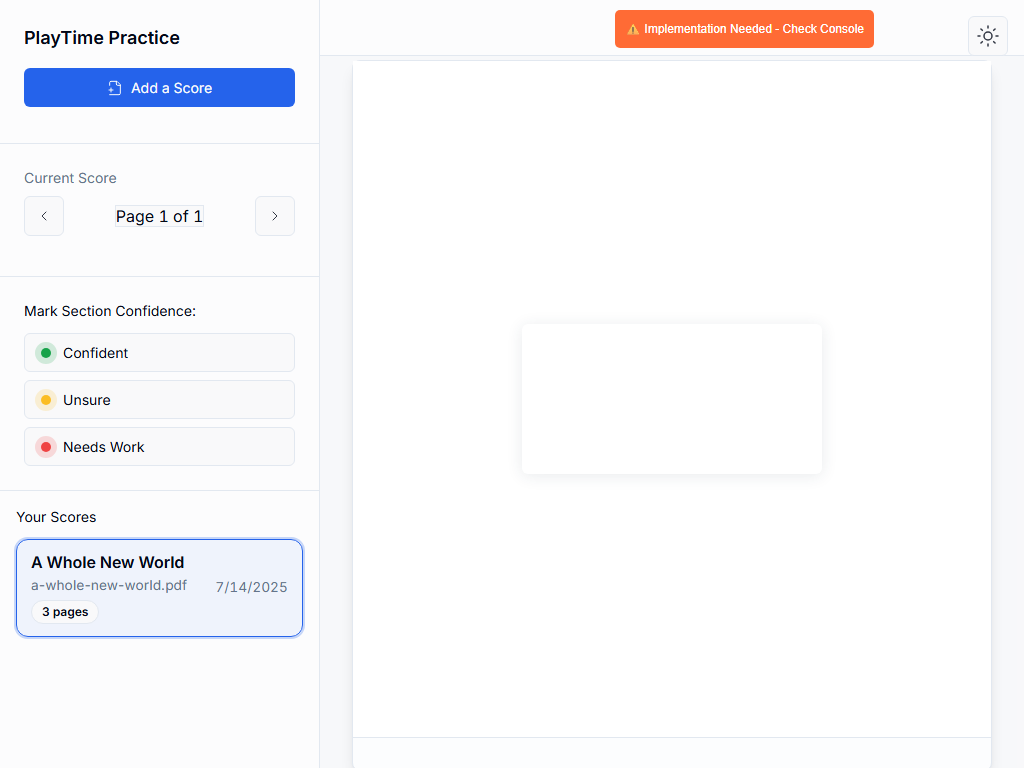 PlayTime Practice
Add a Score
Current Score
Page 1 of 1
Mark Section Confidence:
Confident
Unsure
Needs Work
Your Scores
A Whole New World
a-whole-new-world.pdf
7/14/2025
3 pages
⚠️ Implementation Needed - Check Console